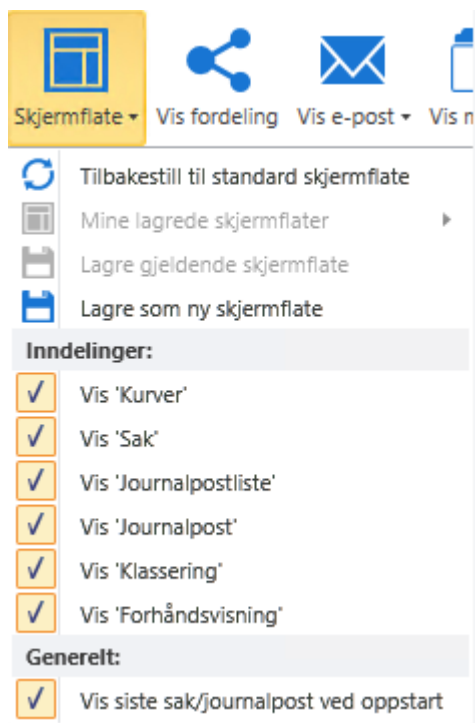 Skjermflate Vis fordeling Vis e-post
Tilbakestill til standard skjermflate
Mine lagrede skjermflater
Lagre gjeldende skjermflate
Lagre som ny skjermflate
Inndelinger:
Vis 'Kurver'
Vis 'Sak'
Vis 'Journalpostliste'
Vis 'Journalpost'
Vis 'Klassering'
Vis 'Forhåndsvisning'
Generelt:
Vis siste sak/journalpost ved oppstart